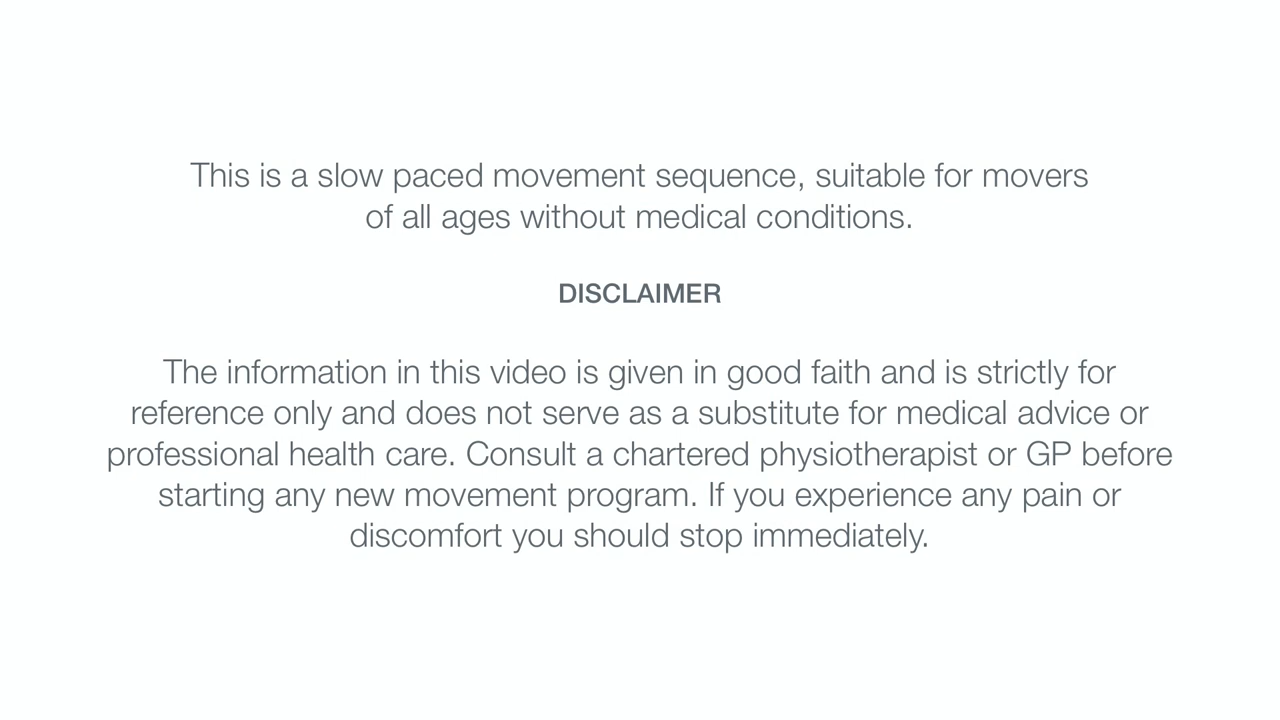 This is a slow paced movement sequence, suitable for movers
of all ages without medical conditions.
DISCLAIMER
The information in this video is given in good faith and is strictly for
reference only and does not serve as a substitute for medical advice or
professional health care. Consult a chartered physiotherapist or GP before
starting any new movement program. If you experience any pain or
discomfort you should stop immediately.